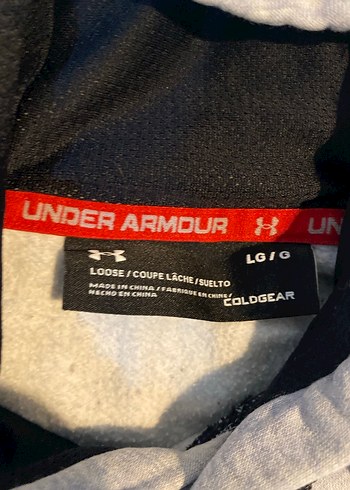 UNDER ARMOUR UN
LG / G
LOOSE / COUPE LÂCHE / SUELTO
MADE IN CHINA / FABRIQUÉ EN CHINE /
HECHO EN CHINA
COLDGEAR